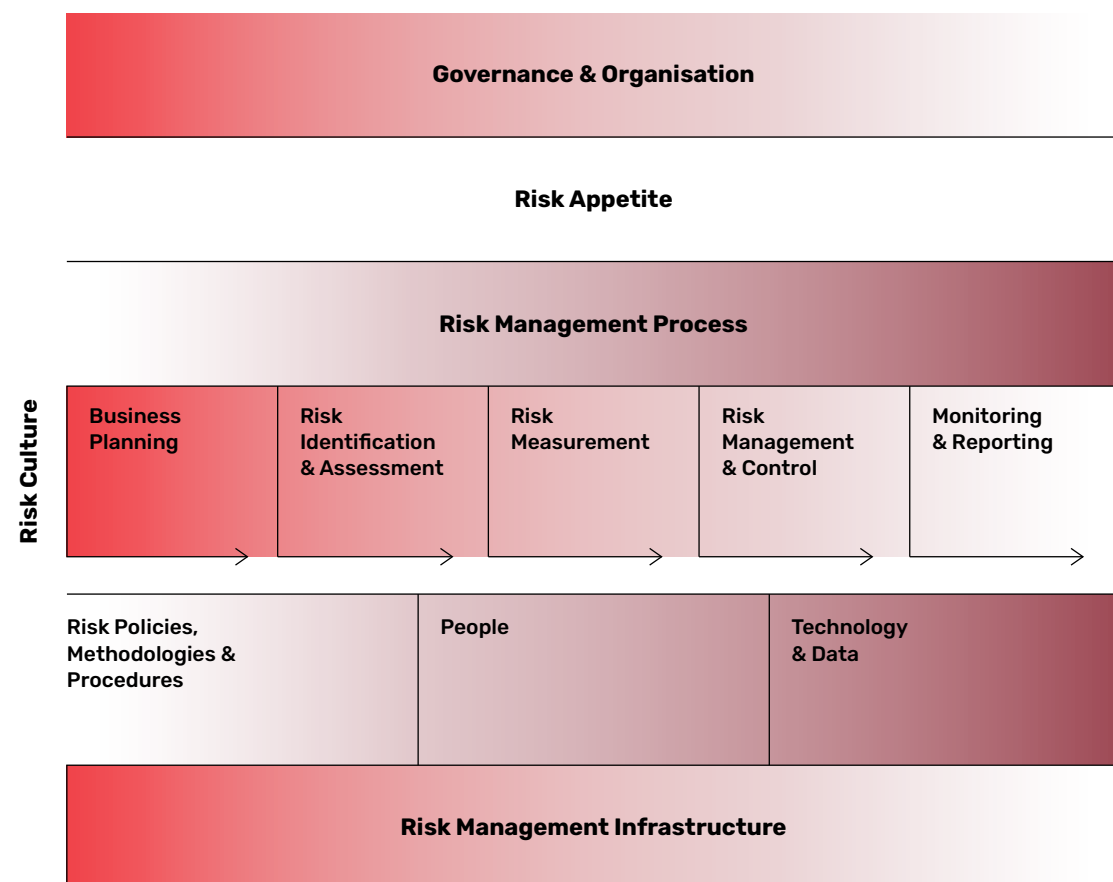 Governance & Organisation
Risk Appetite
Risk Management Process
Risk Culture
Business
Planning
Risk
Identification
& Assessment
Risk
Measurement
Risk
Management
& Control
Monitoring
& Reporting
Risk Policies,
Methodologies &
Procedures
People
Technology
& Data
Risk Management Infrastructure